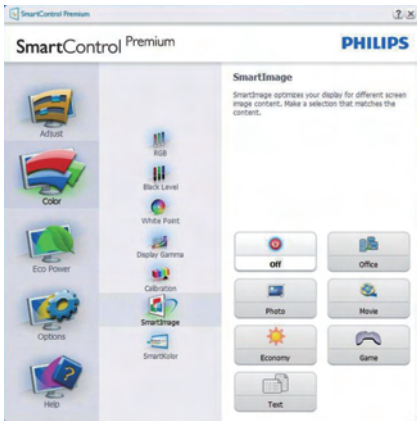 SmartControl Premium
SmartControl Premium
PHILIPS
Adjust
Color
Eco Power
Options
Help
RGB
Black Level
White Point
Display Gamma
Calibration
SmartImage
SmartKolor
SmartImage
SmartImage optimizes your display for different screen
image content. Make a selection that matches the
content.
Off
Office
Photo
Movie
Economy
Game
Text